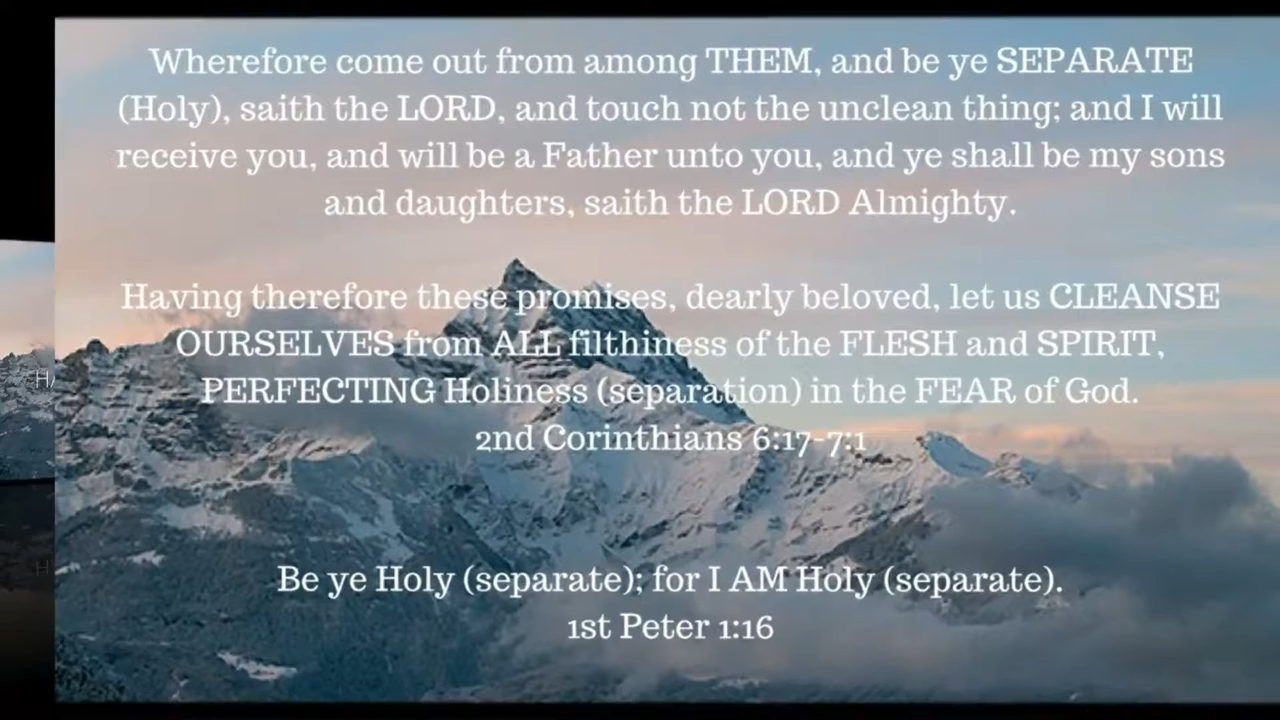 Wherefore come out from among THEM, and be ye SEPARATE
(Holy), saith the LORD, and touch not the unclean thing; and I will
receive you, and will be a Father unto you, and ye shall be my sons
and daughters, saith the LORD Almighty.
Having therefore these promises, dearly beloved, let us CLEANSE
OURSELVES from ALL filthiness of the FLESH and SPIRIT,
PERFECTING Holiness (separation) in the FEAR of God.
2nd Corinthians 6:17-7:1
Be ye Holy (separate); for I AM Holy (separate).
1st Peter 1:16